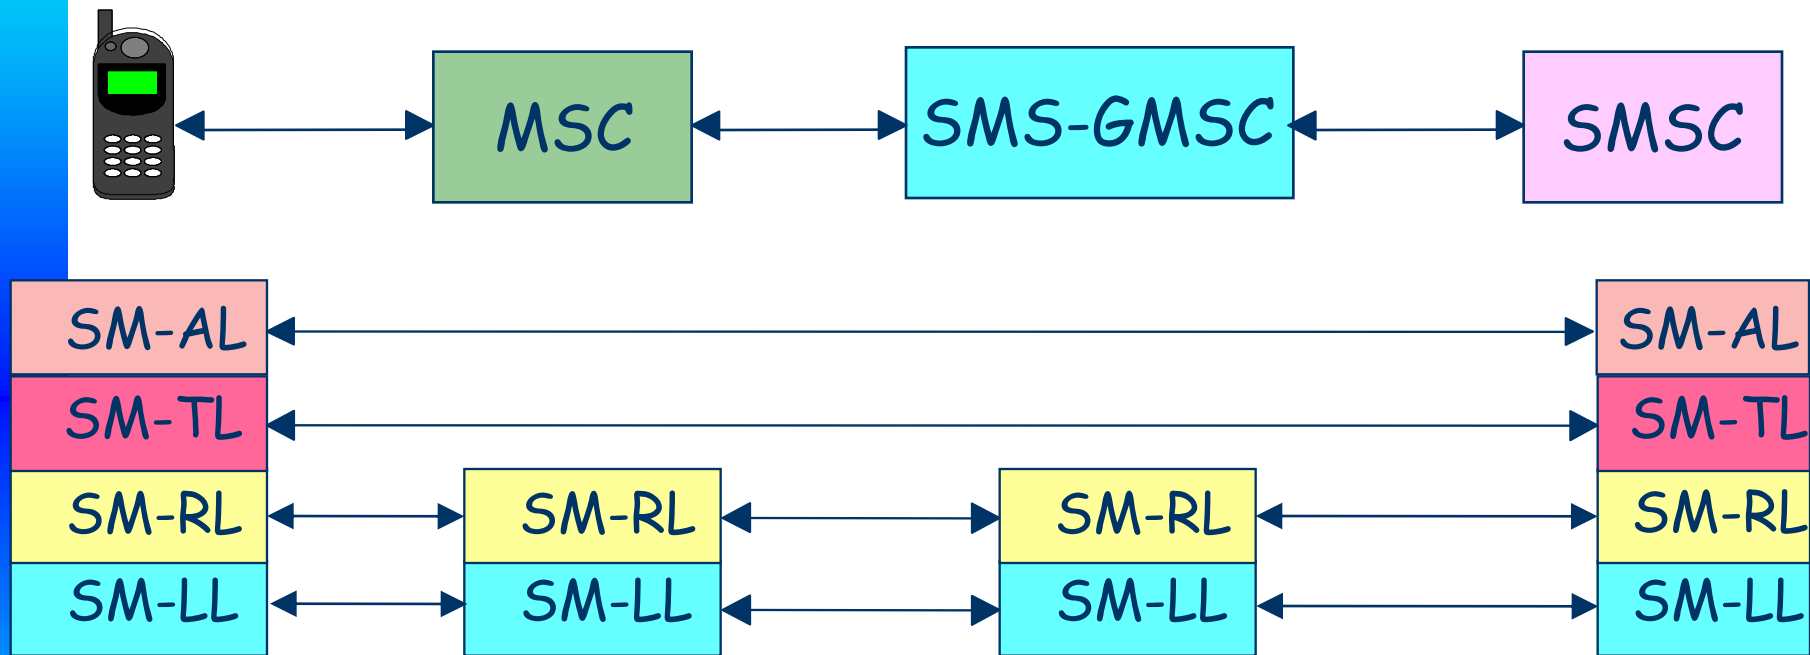 MSC SMS-GMSC SMSC
SM-AL SM-AL
SM-TL SM-TL
SM-RL SM-RL SM-RL SM-RL
SM-LL SM-LL SM-LL SM-LL